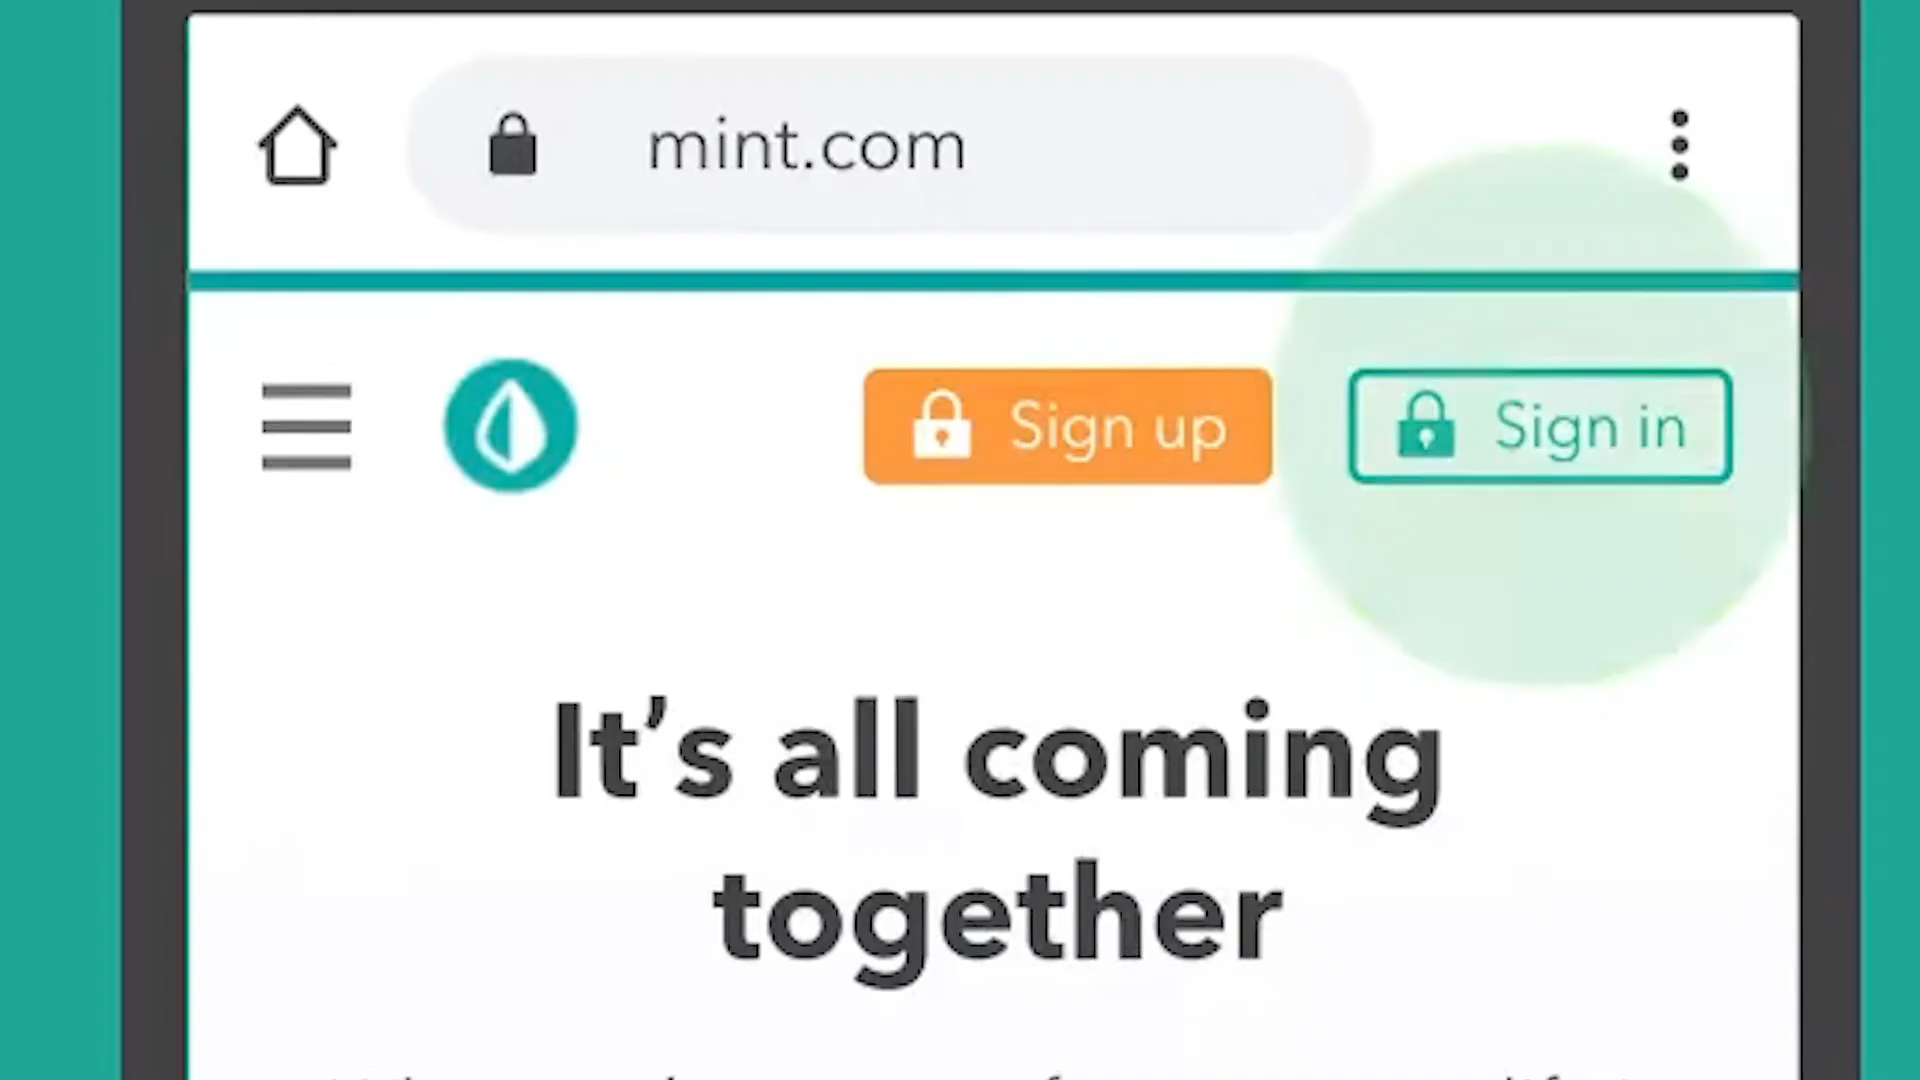 mint.com
Sign up
Sign in
It's all coming
together